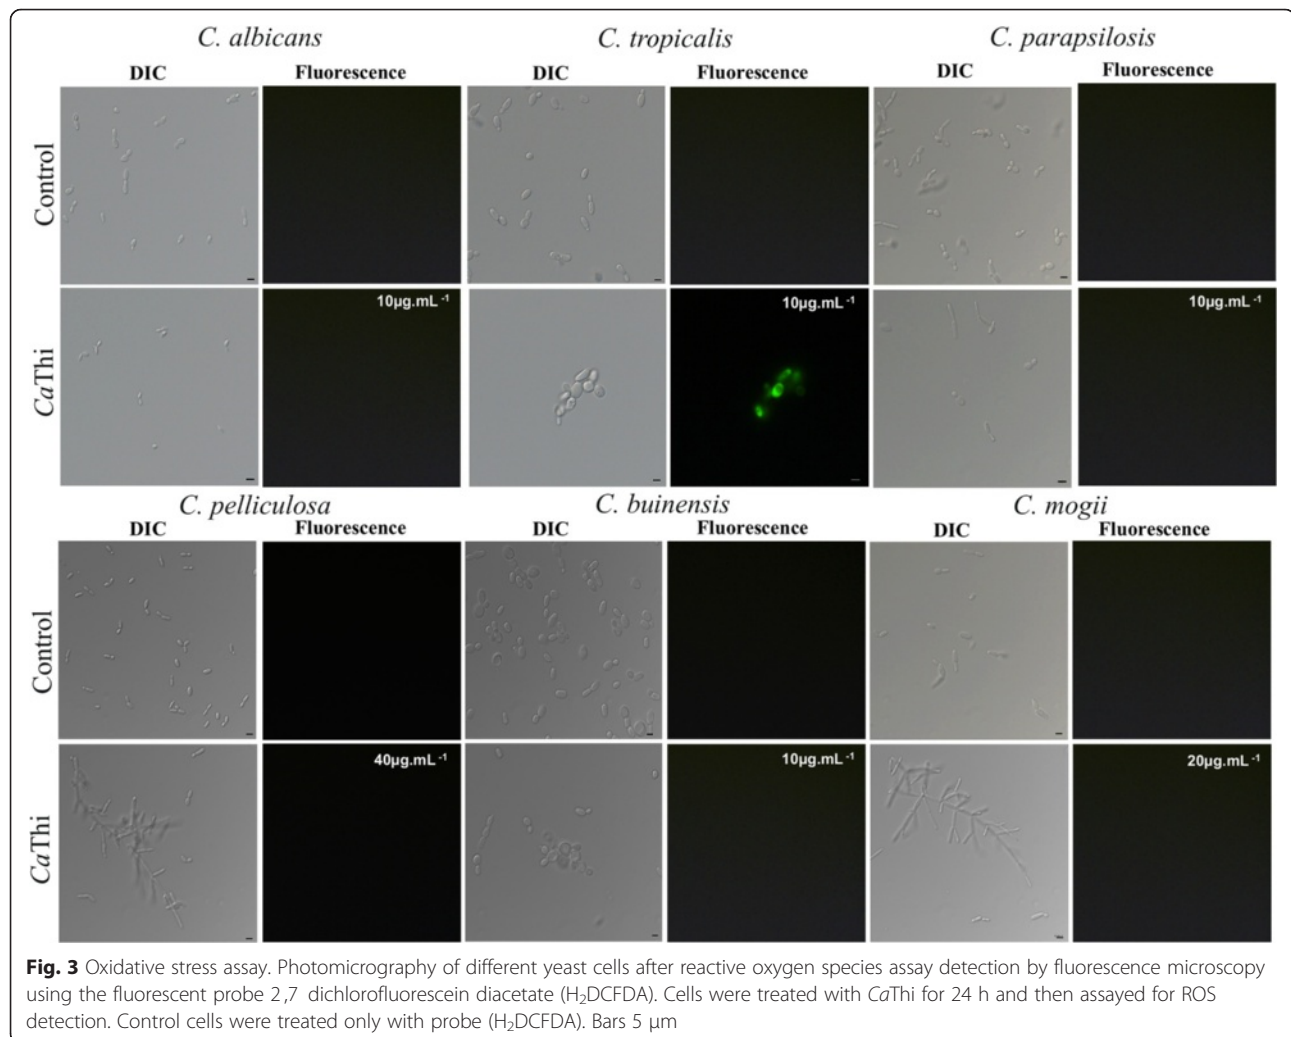 C. albicans C. tropicalis C. parapsilosis
DIC Fluorescence DIC Fluorescence DIC Fluorescence
Control
CaThi 10µg.mL⁻¹ 10µg.mL⁻¹ 10µg.mL⁻¹
C. pelliculosa C. buinensis C. mogii
DIC Fluorescence DIC Fluorescence DIC Fluorescence
Control
CaThi 40µg.mL⁻¹ 10µg.mL⁻¹ 20µg.mL⁻¹
Fig. 3 Oxidative stress assay. Photomicrography of different yeast cells after reactive oxygen species assay detection by fluorescence microscopy
using the fluorescent probe 2,7 dichlorofluorescein diacetate (H₂DCFDA). Cells were treated with CaThi for 24 h and then assayed for ROS
detection. Control cells were treated only with probe (H₂DCFDA). Bars 5 μm